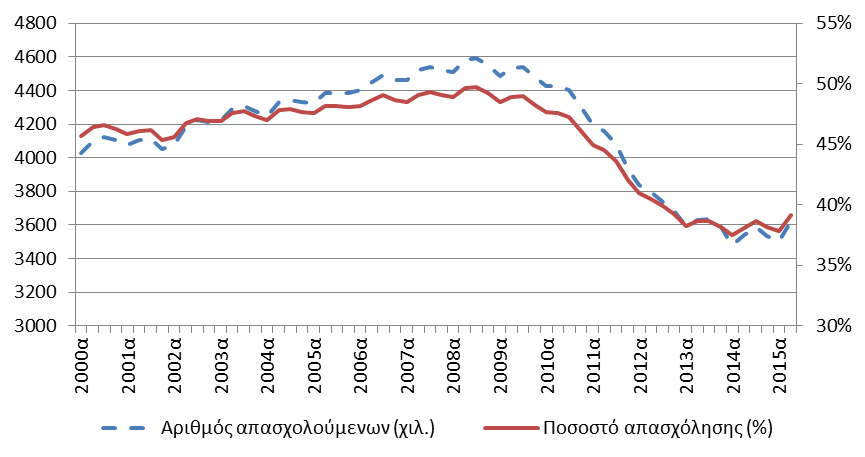 4800
4600
4400
4200
4000
3800
3600
3400
3200
3000
55%
50%
45%
40%
35%
30%
2000α
2001α
2002α
2003α
2004α
2005α
2006α
2007α
2008α
2009α
2010α
2011α
2012α
2013α
2014α
2015α
Αριθμός απασχολούμενων (χιλ.)
Ποσοστό απασχόλησης (%)